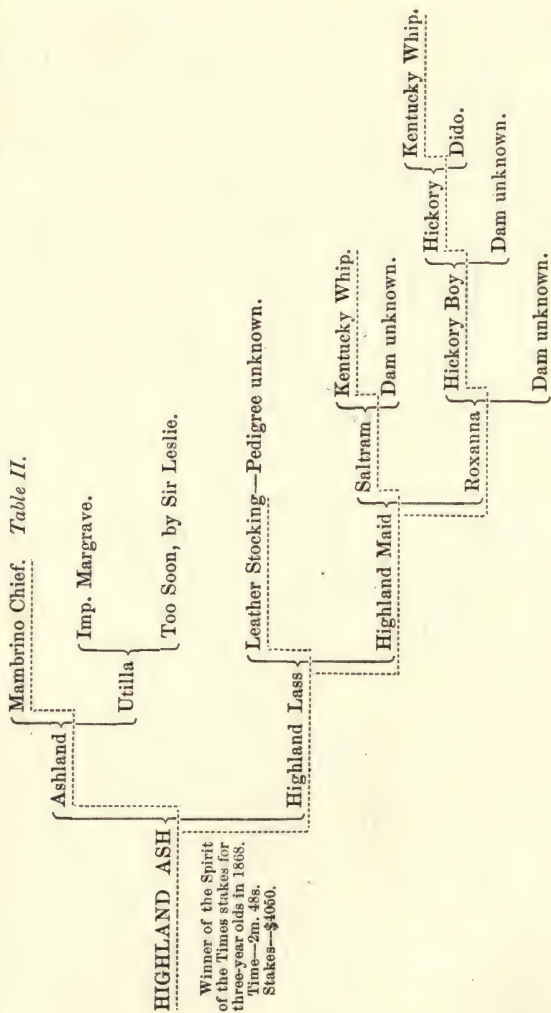 Mambrino Chief. Table II.
Ashland
Imp. Margrave.
Utilla
Too Soon, by Sir Leslie.
HIGHLAND ASH
Winner of the Spirit
of the Times stakes for
three-year olds in 1868.
Time—2m. 48s.
Stakes—$4050.
Leather Stocking—Pedigree unknown.
Highland Lass
Kentucky Whip.
Saltram
Dam unknown.
Highland Maid
Kentucky Whip.
Hickory
Dido.
Hickory Boy
Dam unknown.
Roxanna
Dam unknown.